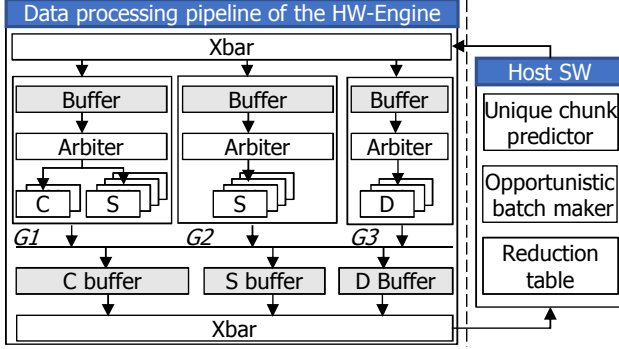 Data processing pipeline of the HW-Engine
Xbar
Buffer
Arbiter
C
S
G1
Buffer
Arbiter
S
G2
Buffer
Arbiter
D
G3
C buffer
S buffer
D Buffer
Xbar
Host SW
Unique chunk
predictor
Opportunistic
batch maker
Reduction
table